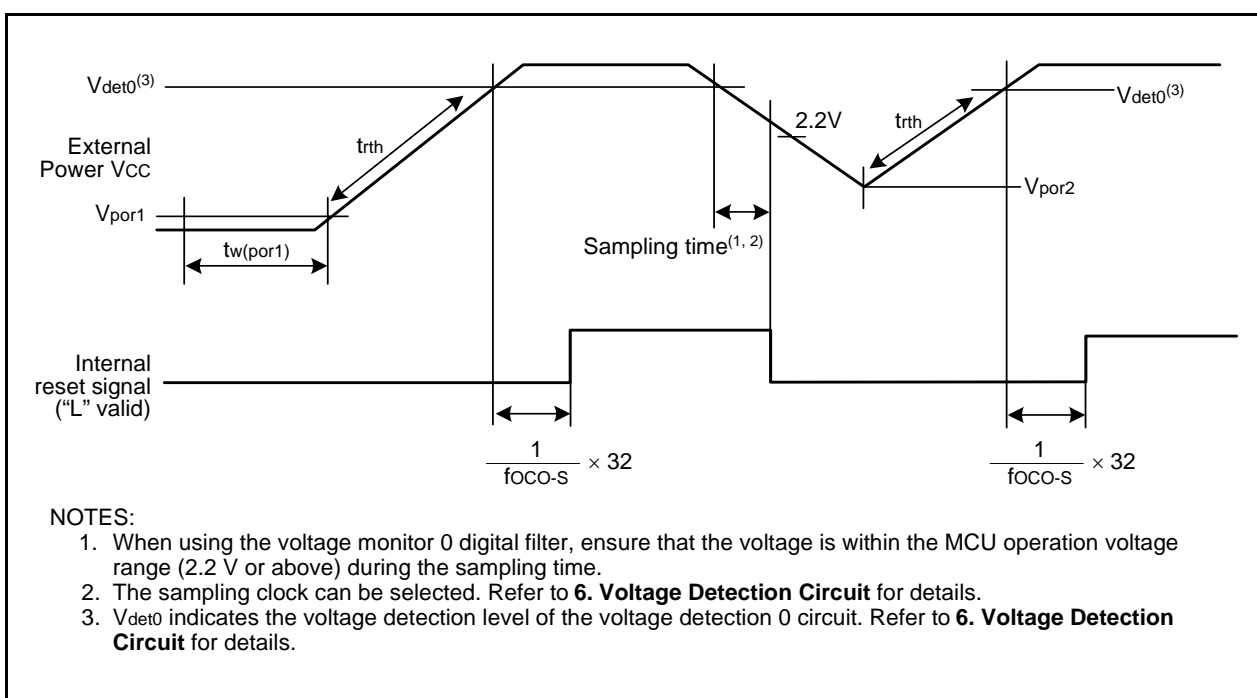 Vdet0(3)
External
Power VCC
Vpor1
tw(por1)
trth
Sampling time(1, 2)
2.2V
trth
Vdet0(3)
Vpor2
Internal
reset signal
(“L” valid)
1
fOCO-S
× 32
1
fOCO-S
× 32
NOTES:
1. When using the voltage monitor 0 digital filter, ensure that the voltage is within the MCU operation voltage
range (2.2 V or above) during the sampling time.
2. The sampling clock can be selected. Refer to 6. Voltage Detection Circuit for details.
3. Vdet0 indicates the voltage detection level of the voltage detection 0 circuit. Refer to 6. Voltage Detection
Circuit for details.